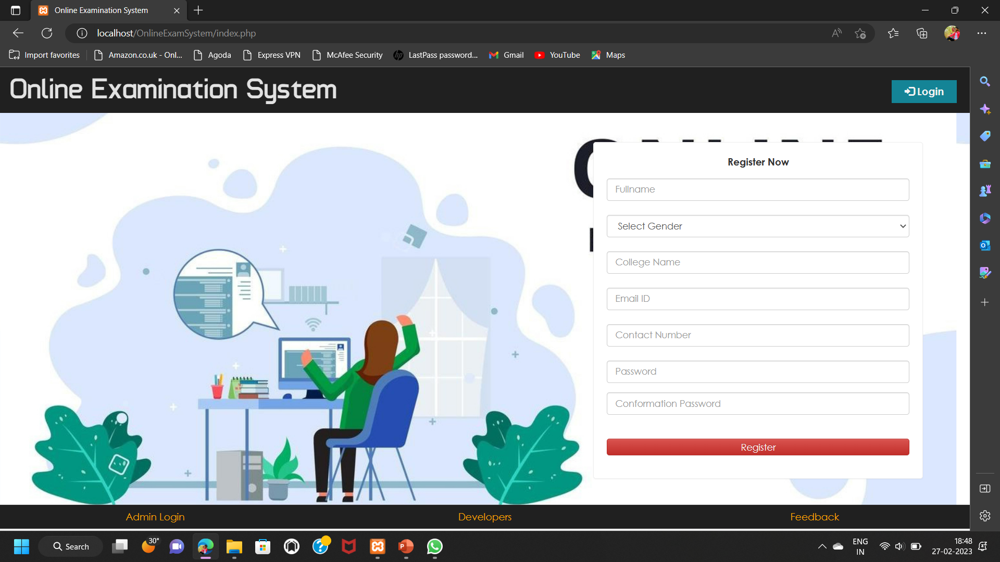 Online Examination System
localhost/OnlineExamSystem/index.php
Import favorites
Amazon.co.uk - Onl...
Agoda
Express VPN
McAfee Security
LastPass password...
Gmail
YouTube
Maps
Online Examination System
Login
Register Now
Fullname
Select Gender
College Name
Email ID
Contact Number
Password
Conformation Password
Register
Admin Login
Developers
Feedback
Search
30°
ENG
IN
18:48
27-02-2023